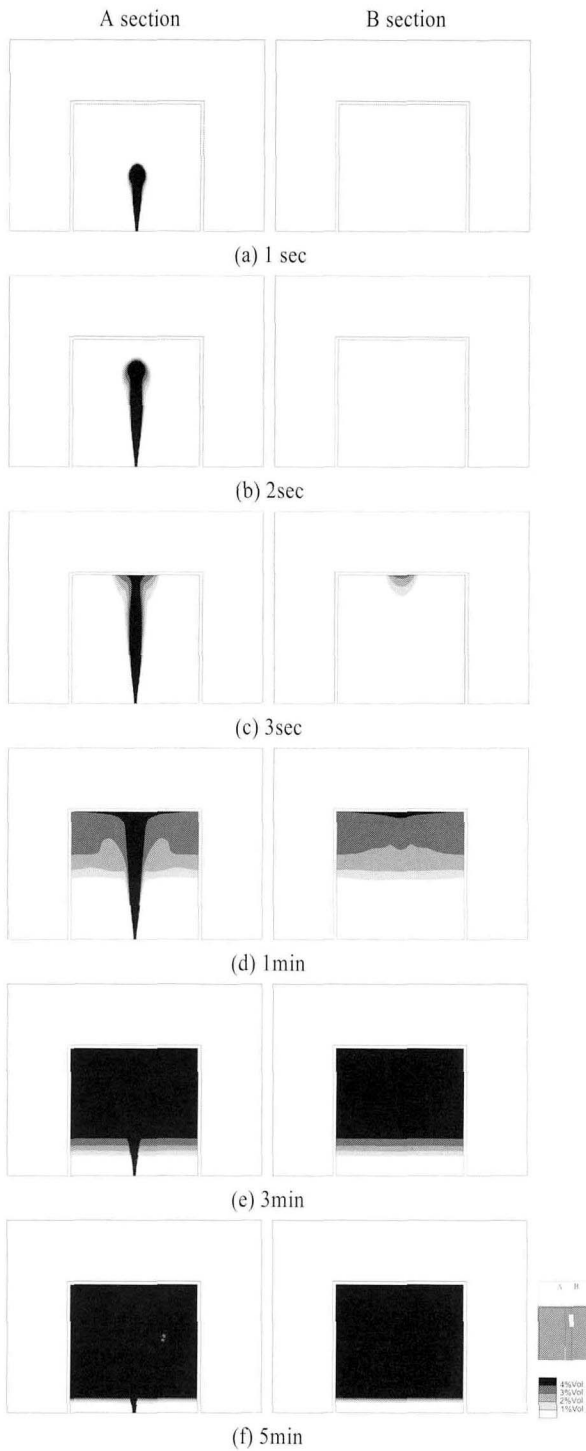 A section B section
(a) 1 sec
(b) 2sec
(c) 3sec
(d) 1min
(e) 3min
A B
4%Vol
3%Vol
2%Vol
1%Vol
(f) 5min